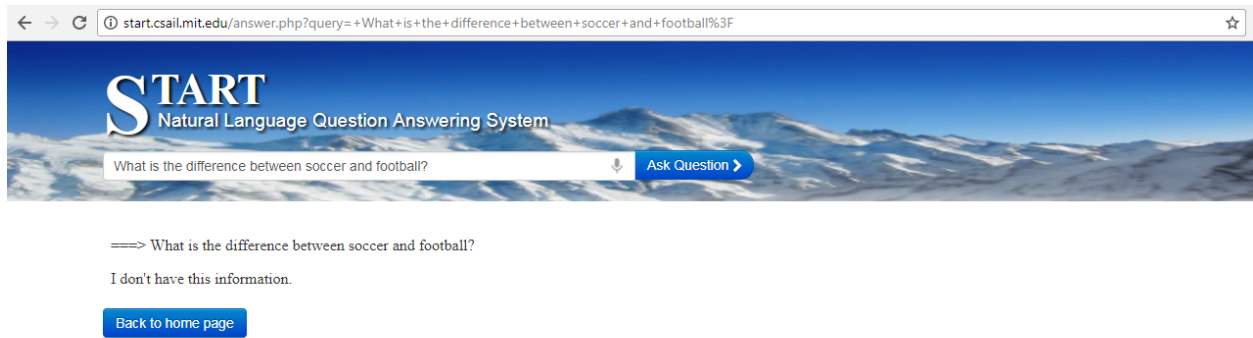 start.csail.mit.edu/answer.php?query=+What+is+the+difference+between+soccer+and+football%3F
START
Natural Language Question Answering System
What is the difference between soccer and football?
Ask Question
===> What is the difference between soccer and football?
I don't have this information.
Back to home page